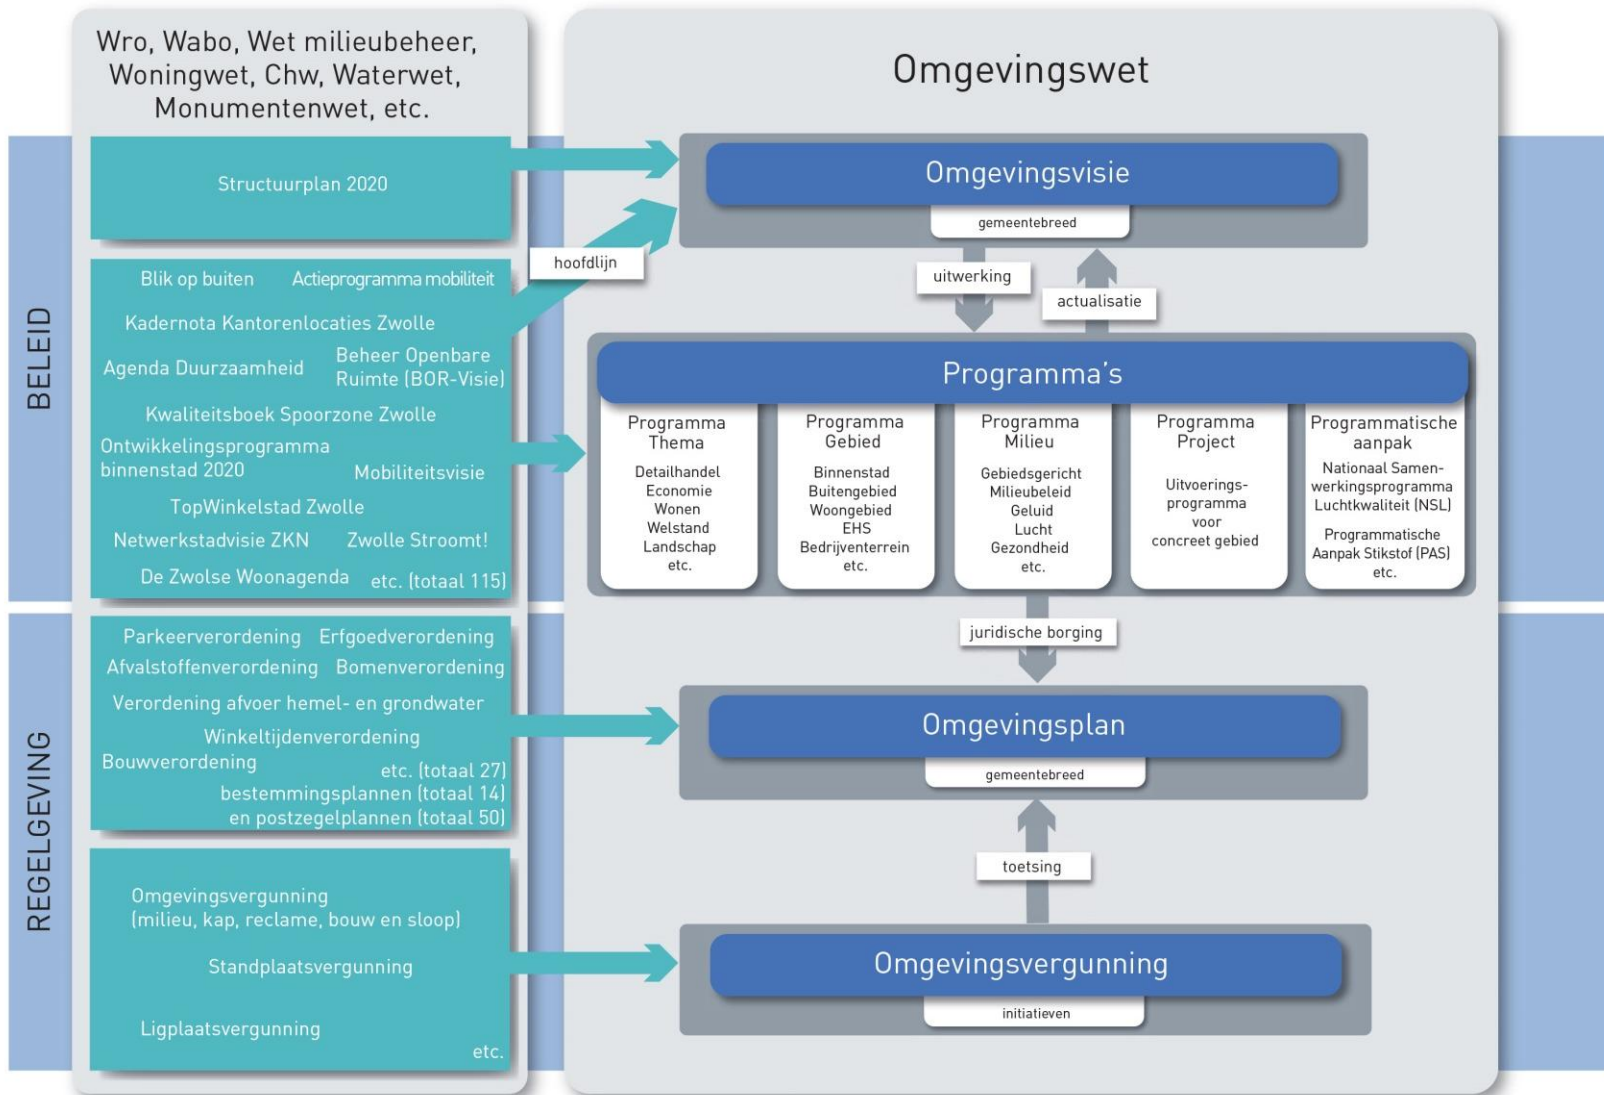 Wro, Wabo, Wet milieubeheer,
Woningwet, Chw, Waterwet,
Monumentenwet, etc.
BELEID
Structuurplan 2020
Blik op buiten
Actieprogramma mobiliteit
Kadernota Kantorenlocaties Zwolle
Agenda Duurzaamheid
Beheer Openbare
Ruimte (BOR-Visie)
Kwaliteitsboek Spoorzone Zwolle
Ontwikkelingsprogramma
binnenstad 2020
Mobiliteitsvisie
TopWinkelstad Zwolle
Netwerkstadvisie ZKN
Zwolle Stroomt!
De Zwolse Woonagenda
etc. (totaal 115)
REGELGEVING
Parkeerverordening
Erfgoedverordening
Afvalstoffenverordening
Bomenverordening
Verordening afvoer hemel- en grondwater
Winkeltijdenverordening
Bouwverordening
etc. (totaal 27)
bestemmingsplannen (totaal 14)
en postzegelplannen (totaal 50)
Omgevingsvergunning
(milieu, kap, reclame, bouw en sloop)
Standplaatsvergunning
Ligplaatsvergunning
etc.
hoofdlijn
Omgevingswet
Omgevingsvisie
gemeentebreed
uitwerking
actualisatie
Programma's
Programma
Thema
Detailhandel
Economie
Wonen
Welstand
Landschap
etc.
Programma
Gebied
Binnenstad
Buitengebied
Woongebied
EHS
Bedrijventerrein
etc.
Programma
Milieu
Gebiedsgericht
Milieubeleid
Geluid
Lucht
Gezondheid
etc.
Programma
Project
Uitvoerings-
programma
voor
concreet gebied
Programmatische
aanpak
Nationaal Samen-
werkingsprogramma
Luchtkwaliteit (NSL)
Programmatische
Aanpak Stikstof (PAS)
etc.
juridische borging
Omgevingsplan
gemeentebreed
toetsing
Omgevingsvergunning
initiatieven